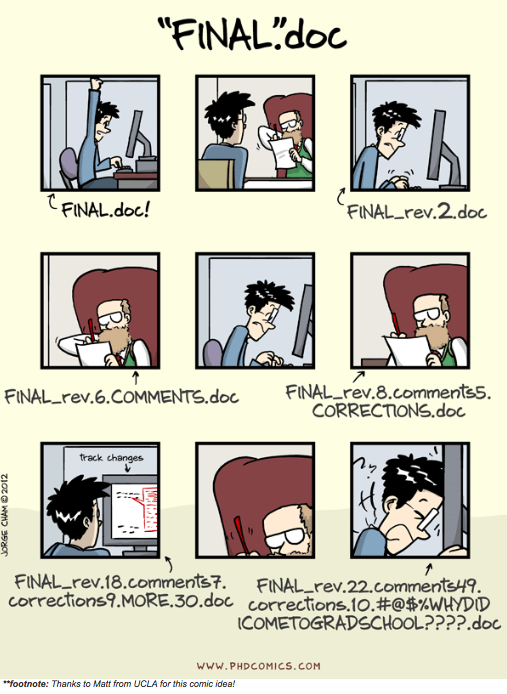 "FINAL".doc
FINAL.doc!
FINAL_rev.2.doc
FINAL_rev.6.COMMENTS.doc
FINAL_rev.8.comments5.
CORRECTIONS.doc
track changes
FINAL_rev.18.comments7.
corrections9.MORE.30.doc
FINAL_rev.22.comments49.
corrections.10.#@$%WHYDID
ICOMETOGRADSCHOOL????.doc
JORGE CHAM © 2012
WWW.PHDCOMICS.COM
**footnote: Thanks to Matt from UCLA for this comic idea!